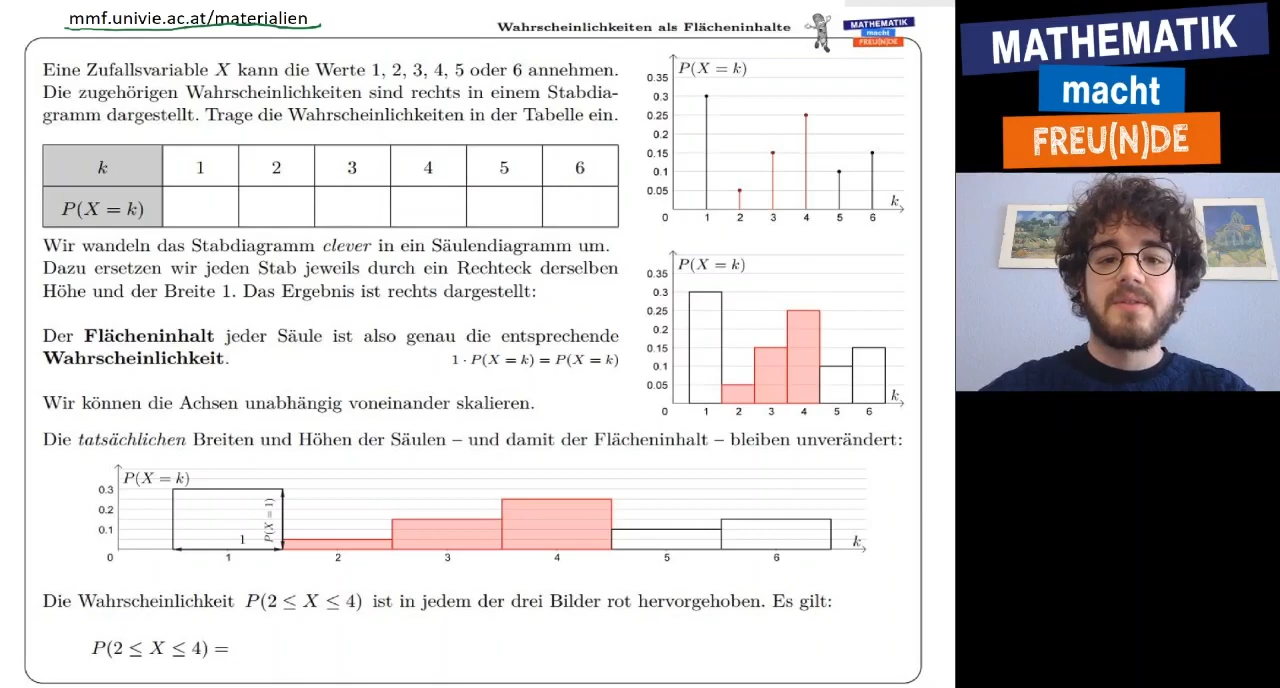 mmf.univie.ac.at/materialien
Wahrscheinlichkeiten als Flächeninhalte
MATHEMATIK
macht
FREU(N)DE
MATHEMATIK
macht
FREU(N)DE
Eine Zufallsvariable X kann die Werte 1, 2, 3, 4, 5 oder 6 annehmen.
Die zugehörigen Wahrscheinlichkeiten sind rechts in einem Stabdia-
gramm dargestellt. Trage die Wahrscheinlichkeiten in der Tabelle ein.
k 1 2 3 4 5 6
P(X = k)
P(X = k)
0.35
0.3
0.25
0.2
0.15
0.1
0.05
k
0 1 2 3 4 5 6
Wir wandeln das Stabdiagramm clever in ein Säulendiagramm um.
Dazu ersetzen wir jeden Stab jeweils durch ein Rechteck derselben
Höhe und der Breite 1. Das Ergebnis ist rechts dargestellt:
Der Flächeninhalt jeder Säule ist also genau die entsprechende
Wahrscheinlichkeit. 1 · P(X = k) = P(X = k)
P(X = k)
0.35
0.3
0.25
0.2
0.15
0.1
0.05
k
0 1 2 3 4 5 6
Wir können die Achsen unabhängig voneinander skalieren.
Die tatsächlichen Breiten und Höhen der Säulen – und damit der Flächeninhalt – bleiben unverändert:
P(X = k)
0.3
0.2
0.1
P(X = 1)
1
k
0 1 2 3 4 5 6
Die Wahrscheinlichkeit P(2 ≤ X ≤ 4) ist in jedem der drei Bilder rot hervorgehoben. Es gilt:
P(2 ≤ X ≤ 4) =